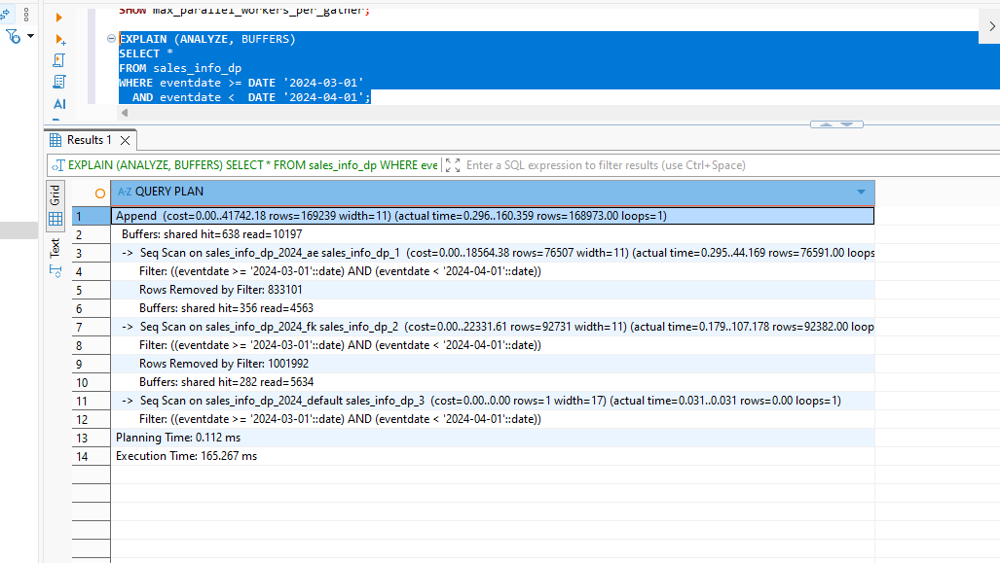 SHOW max_parallel_workers_per_gather;
EXPLAIN (ANALYZE, BUFFERS)
SELECT *
FROM sales_info_dp
WHERE eventdate >= DATE '2024-03-01'
AND eventdate < DATE '2024-04-01';
AI
Results 1
EXPLAIN (ANALYZE, BUFFERS) SELECT * FROM sales_info_dp WHERE eve
Enter a SQL expression to filter results (use Ctrl+Space)
Grid
Text
A-Z QUERY PLAN
1 Append (cost=0.00..41742.18 rows=169239 width=11) (actual time=0.296..160.359 rows=168973.00 loops=1)
2 Buffers: shared hit=638 read=10197
3 -> Seq Scan on sales_info_dp_2024_ae sales_info_dp_1 (cost=0.00..18564.38 rows=76507 width=11) (actual time=0.295..44.169 rows=76591.00 loops
4 Filter: ((eventdate >= '2024-03-01'::date) AND (eventdate < '2024-04-01'::date))
5 Rows Removed by Filter: 833101
6 Buffers: shared hit=356 read=4563
7 -> Seq Scan on sales_info_dp_2024_fk sales_info_dp_2 (cost=0.00..22331.61 rows=92731 width=11) (actual time=0.179..107.178 rows=92382.00 loop
8 Filter: ((eventdate >= '2024-03-01'::date) AND (eventdate < '2024-04-01'::date))
9 Rows Removed by Filter: 1001992
10 Buffers: shared hit=282 read=5634
11 -> Seq Scan on sales_info_dp_2024_default sales_info_dp_3 (cost=0.00..0.00 rows=1 width=17) (actual time=0.031..0.031 rows=0.00 loops=1)
12 Filter: ((eventdate >= '2024-03-01'::date) AND (eventdate < '2024-04-01'::date))
13 Planning Time: 0.112 ms
14 Execution Time: 165.267 ms